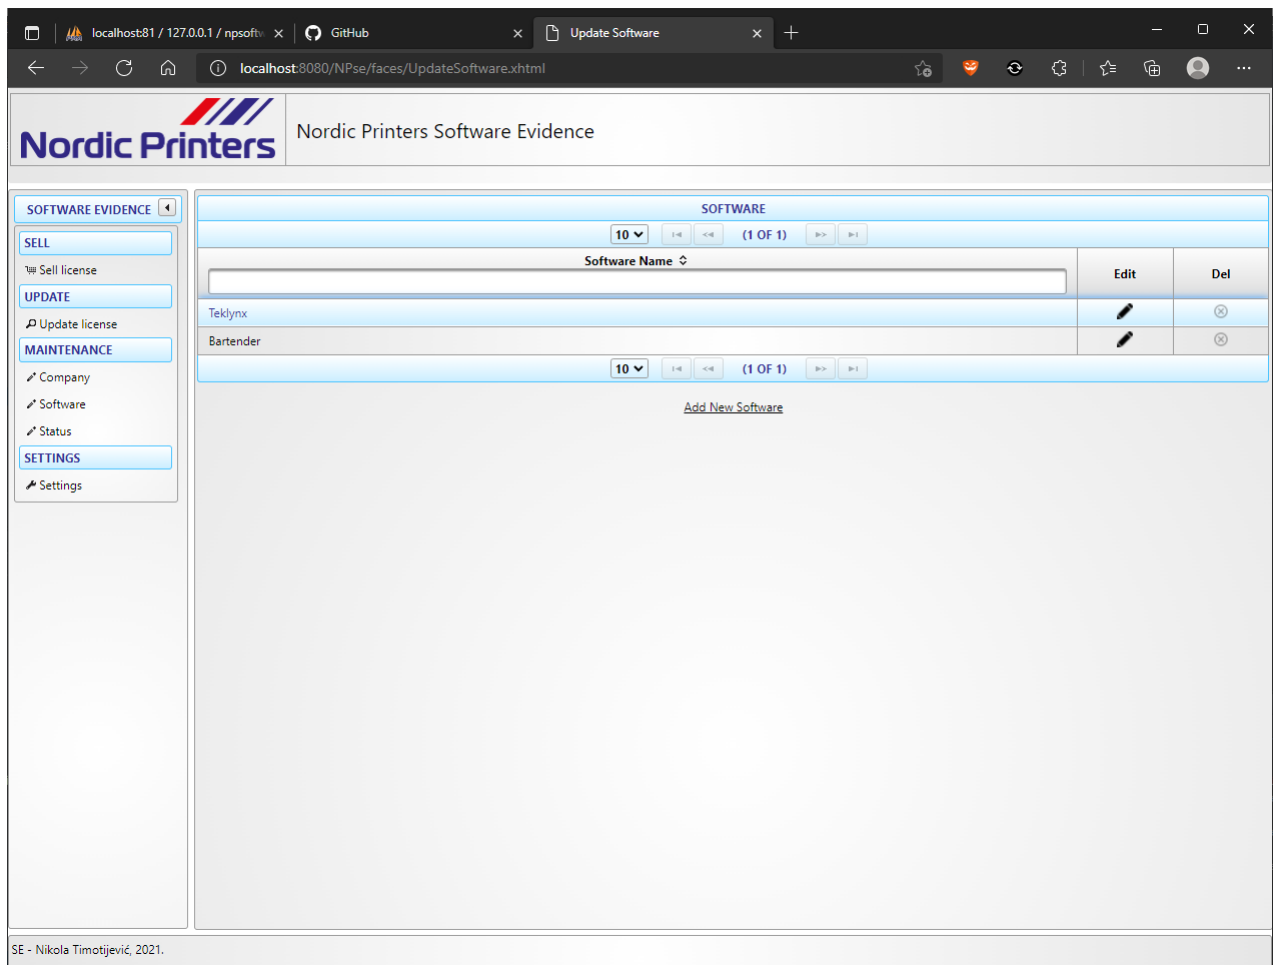 localhost:81 / 127.0.0.1 / npsoftw
GitHub
Update Software
localhost:8080/NPse/faces/UpdateSoftware.xhtml
Nordic Printers
Nordic Printers Software Evidence
SOFTWARE EVIDENCE
SELL
Sell license
UPDATE
Update license
MAINTENANCE
Company
Software
Status
SETTINGS
Settings
SOFTWARE
10 (1 OF 1)
Software Name
Edit
Del
Teklynx
Bartender
10 (1 OF 1)
Add New Software
SE - Nikola Timotijević, 2021.